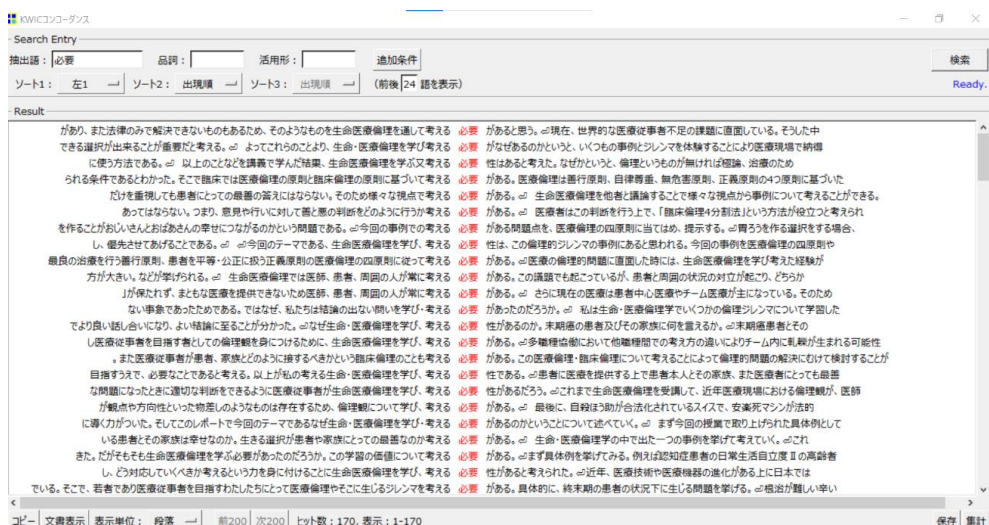 KWICコンコーダンス
Search Entry
抽出語： 必要 品詞： 活用形： 追加条件 検索
ソート1： 左1 ソート2： 出現順 ソート3： 出現順 (前後 24 語を表示) Ready.
Result
があり、また法律のみで解決できないものもあるため、そのようなものを生命医療倫理を通して考える 必要 があると思う。⏎現在、世界的な医療従事者不足の課題に直面している。そうした中
できる選択が出来ることが重要だと考える。⏎ よってこれらのことより、生命・医療倫理を学び考える 必要 がなぜあるのかというと、いくつもの事例とジレンマを体験することにより医療現場で納得
に使う方法である。⏎ 以上のことなどを講義で学んだ結果、生命医療倫理を学ぶ又考える 必要 性はあると考えた。なぜかというと、倫理というものが無ければ極論、治療のため
られる条件であるとわかった。そこで臨床では医療倫理の原則と臨床倫理の原則に基づいて考える 必要 がある。医療倫理は善行原則、自律尊重、無危害原則、正義原則の4つ原則に基づいた
だけを重視しても患者にとっての最善の答えにはならない。そのため様々な視点で考える 必要 がある。⏎ 生命医療倫理を他者と議論することで様々な視点から事例について考えることができる。
あってはならない。つまり、意見や行いに対して善と悪の判断をどのように行うか考える 必要 がある。⏎ 医療者はこの判断を行う上で、「臨床倫理4分割法」という方法が役立つと考えられ
を作ることがおじいさんとおばあさんの幸せにつながるのかという問題である。⏎今回の事例での考える 必要 がある問題点を、医療倫理の四原則に当てはめ、提示する。⏎胃ろうを作る選択をする場合、
し、優先させてあげることである。⏎ ⏎今回のテーマである、生命医療倫理を学び、考える 必要 性は、この倫理的ジレンマの事例にあると思われる。今回の事例を医療倫理の四原則や
最良の治療を行う善行原則、患者を平等・公正に扱う正義原則の医療倫理の四原則に従って考える 必要 がある。⏎医療の倫理的問題に直面した時には、生命医療倫理を学び考えた経験が
方が大きい。などが挙げられる。⏎ 生命医療倫理では医師、患者、周囲の人が常に考える 必要 がある。この議題でも起こっているが、患者と周囲の状況の対立が起こり、どちらか
」が保たれず、まともな医療を提供できないため医師、患者、周囲の人が常に考える 必要 がある。⏎ さらに現在の医療は患者中心医療やチーム医療が主になっている。そのため
ない事象であったためである。ではなぜ、私たちは結論の出ない問いを学び・考える 必要 があったのだろうか。⏎ 私は生命・医療倫理学でいくつかの倫理ジレンマについて学習した
でより良い話し合いになり、よい結論に至ることが分かった。⏎なぜ生命・医療倫理を学び、考える 必要 性があるのか。末期癌の患者及びその家族に何を言えるか。⏎末期癌患者とその
し医療従事者を目指す者としての倫理観を身につけるために、生命医療倫理を学び、考える 必要 がある。⏎多職種協働において他職種間での考え方の違いによりチーム内に軋轢が生まれる可能性
。また医療従事者が患者、家族とどのように接するべきかという臨床倫理のことも考える 必要 がある。この医療倫理・臨床倫理について考えることによって倫理的問題の解決にむけて検討することが
目指すうえで、必要なことであると考える。以上が私の考える生命・医療倫理を学び、考える 必要 性である。⏎患者に医療を提供する上で患者本人とその家族、また医療者にとっても最善
な問題になったときに適切な判断をできるように医療従事者が生命医療倫理を学び、考える 必要 性があるだろう。⏎これまで生命医療倫理を受講して、近年医療現場における倫理観が、医師
が観点や方向性といった物差しのようなものは存在するため、倫理観について学び、考える 必要 がある。⏎ 最後に、自殺ほう助が合法化されているスイスで、安楽死マシンが法的
に導く力がついた。そしてこのレポートで今回のテーマであるなぜ生命・医療倫理を学び・考える 必要 があるのかということについて述べていく。⏎ まず今回の授業で取り上げられた具体例として
いる患者とその家族は幸せなのか。生きる選択が患者や家族にとっての最善なのか考える 必要 がある。⏎ 生命・医療倫理学の中で出た一つの事例を挙げて考えていく。⏎これ
きた。だがそもそも生命医療倫理を学ぶ必要があったのだろうか。この学習の価値について考える 必要 がある。⏎まず具体例を挙げてみる。例えば認知症患者の日常生活自立度Ⅱの高齢者
し、どう対応していくべきか考えるという力を身に付けることに生命医療倫理を学び、考える 必要 性があると考えられた。⏎近年、医療技術や医療機器の進化がある上に日本では
でいる。そこで、若者であり医療従事者を目指すわたしたちにとって医療倫理やそこに生じるジレンマを考える 必要 がある。具体的に、終末期の患者の状況下に生じる問題を挙げる。⏎根治が難しい辛い
コピー 文書表示 表示単位： 段落 前200 次200 ヒット数：170, 表示：1-170 保存 集計